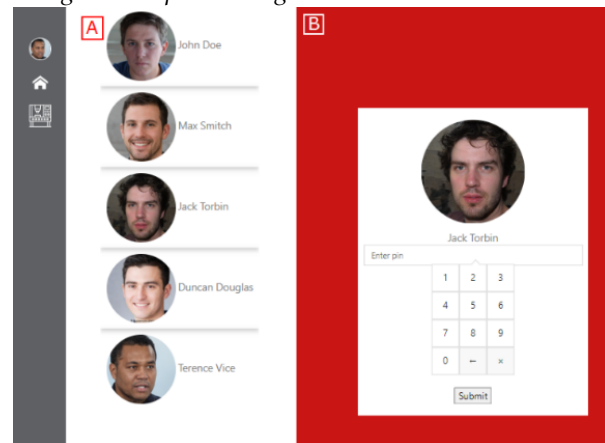 A
John Doe
Max Smitch
Jack Torbin
Duncan Douglas
Terence Vice
B
Jack Torbin
Enter pin
1 2 3
4 5 6
7 8 9
0 ← ×
Submit